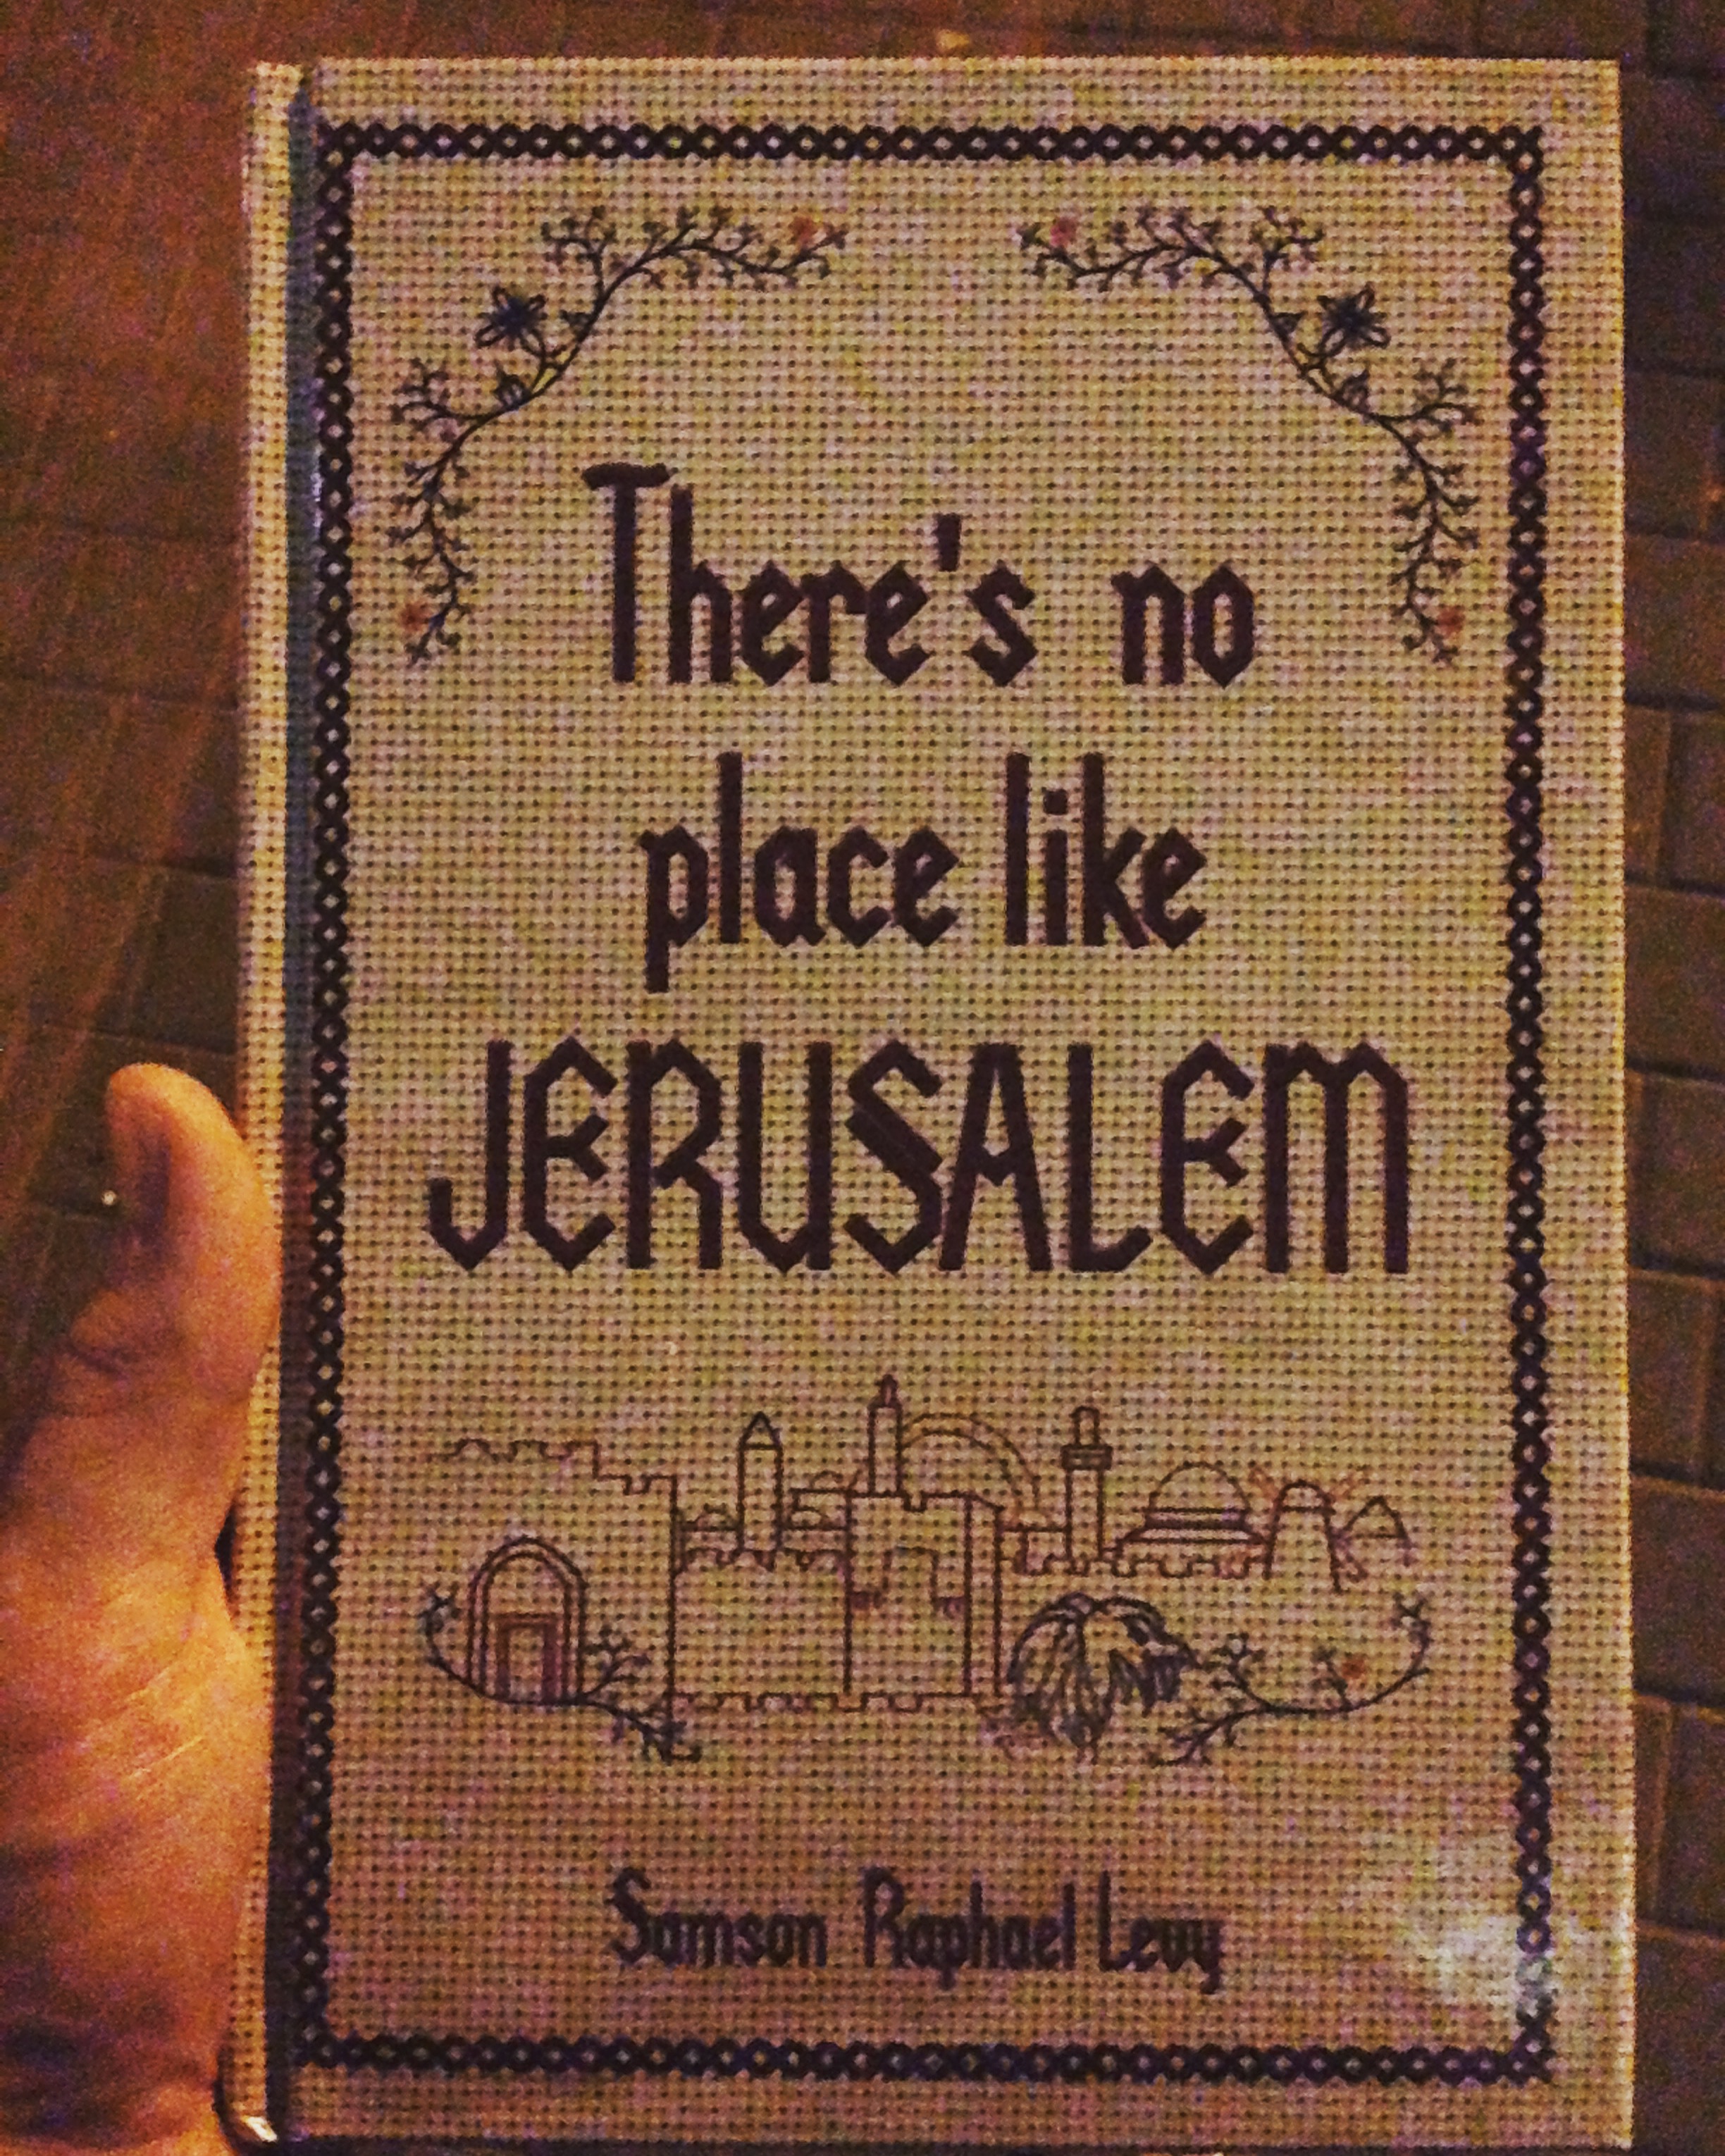 There's no
place like
JERUSALEM
Samson Raphael Levy